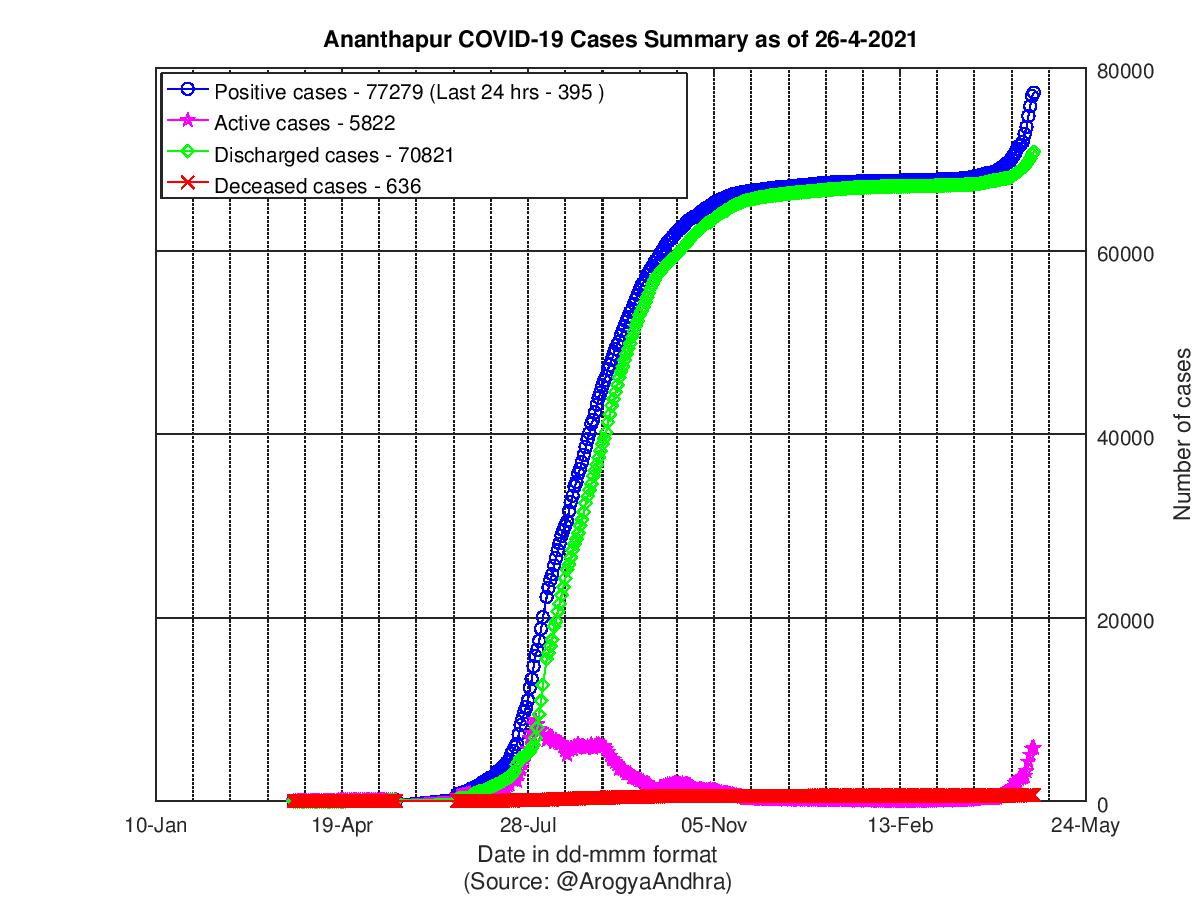 Ananthapur COVID-19 Cases Summary as of 26-4-2021
Positive cases - 77279 (Last 24 hrs - 395 )
Active cases - 5822
Discharged cases - 70821
Deceased cases - 636
80000
60000
40000
20000
0
Number of cases
10-Jan 19-Apr 28-Jul 05-Nov 13-Feb 24-May
Date in dd-mmm format
(Source: @ArogyaAndhra)